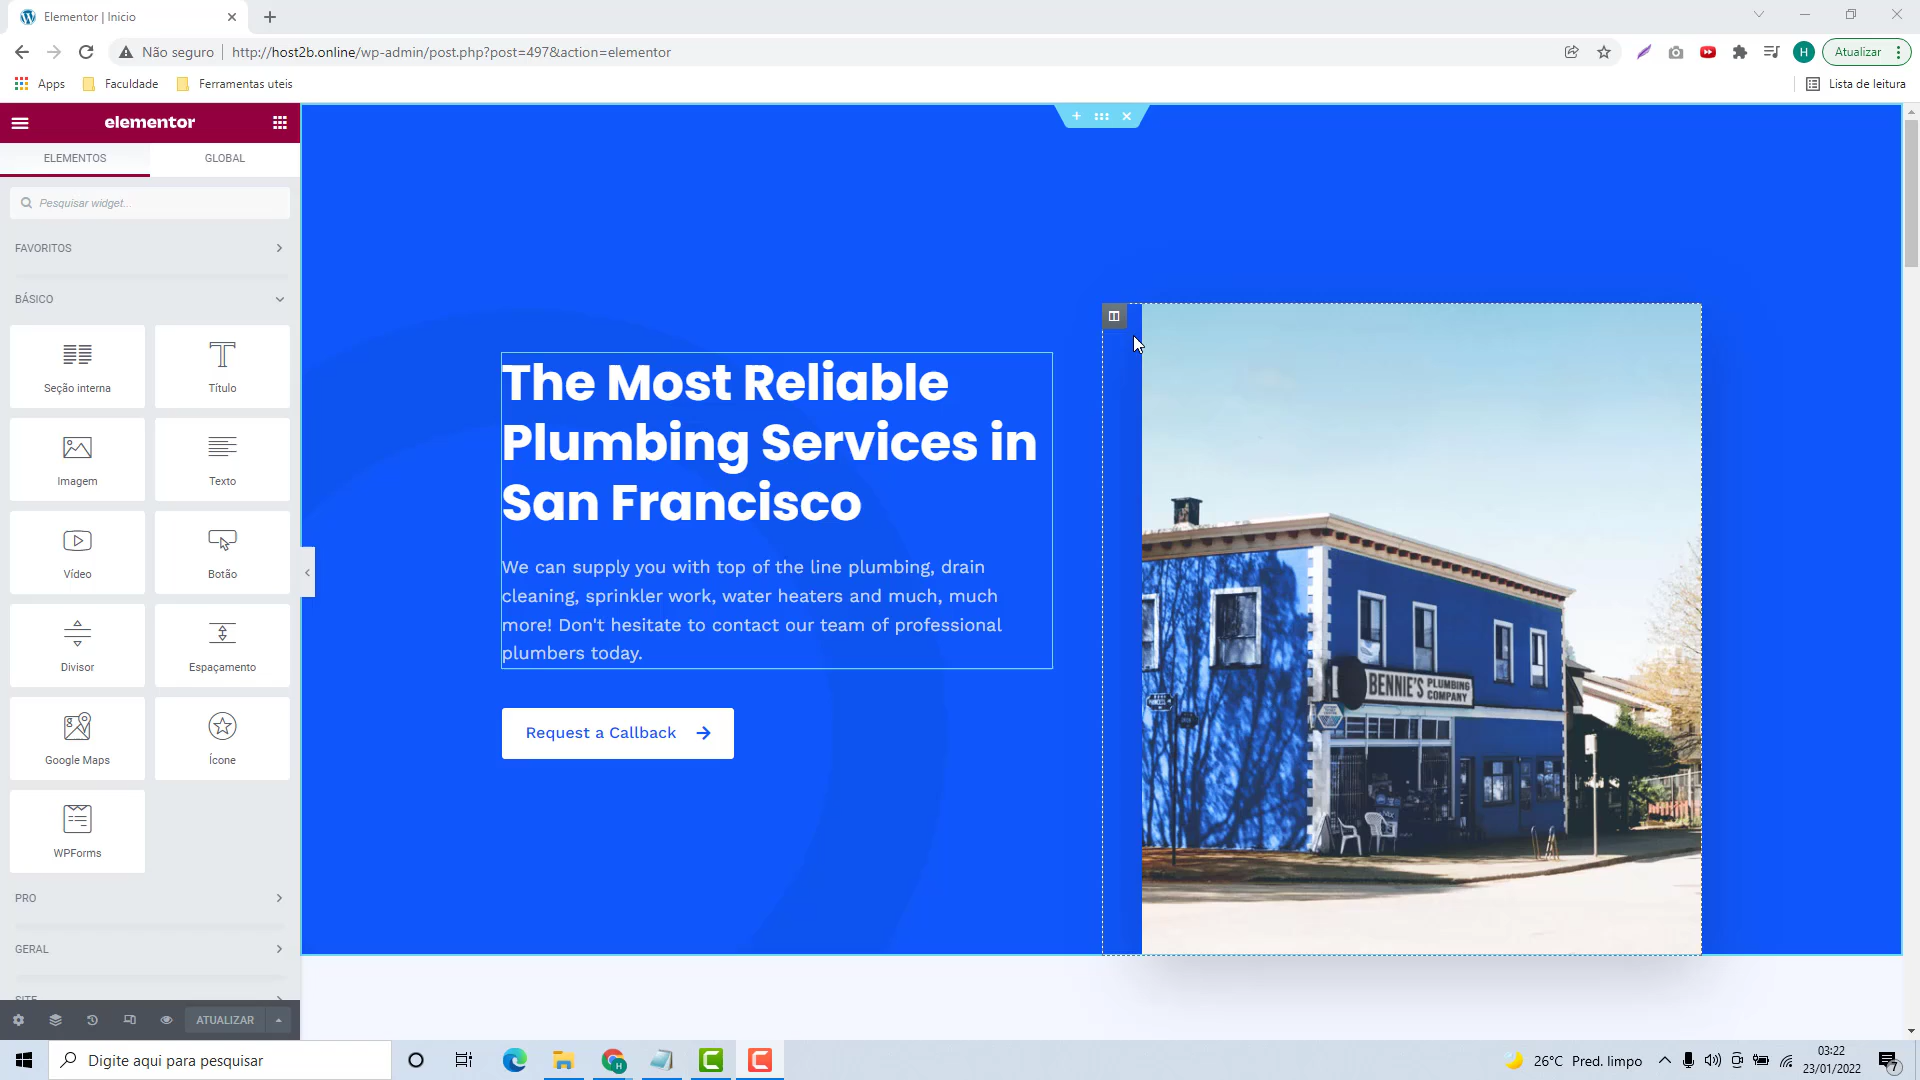 Elementor | Inicio
Não seguro
http://host2b.online/wp-admin/post.php?post=497&action=elementor
H
Atualizar
Apps
Faculdade
Ferramentas uteis
Lista de leitura
elementor
ELEMENTOS
GLOBAL
Pesquisar widget...
FAVORITOS
BÁSICO
Seção interna
Título
Imagem
Texto
Vídeo
Botão
Divisor
Espaçamento
Google Maps
Ícone
WPForms
PRO
GERAL
SITE
ATUALIZAR
The Most Reliable
Plumbing Services in
San Francisco
We can supply you with top of the line plumbing, drain
cleaning, sprinkler work, water heaters and much, much
more! Don't hesitate to contact our team of professional
plumbers today.
Request a Callback
BENNIE'S PLUMBING
COMPANY
Digite aqui para pesquisar
26°C Pred. limpo
03:22
23/01/2022
7